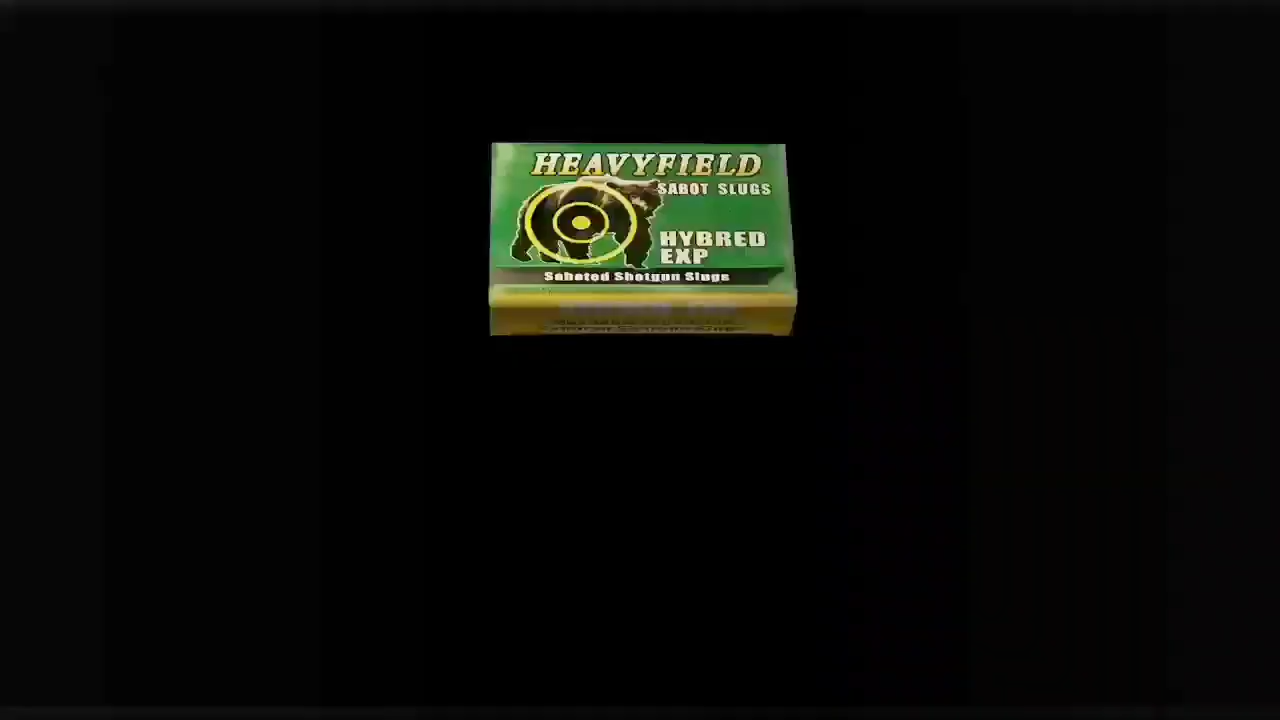 HEAVYFIELD
SABOT SLUGS
HYBRED
EXP
Saboted Shotgun Slugs